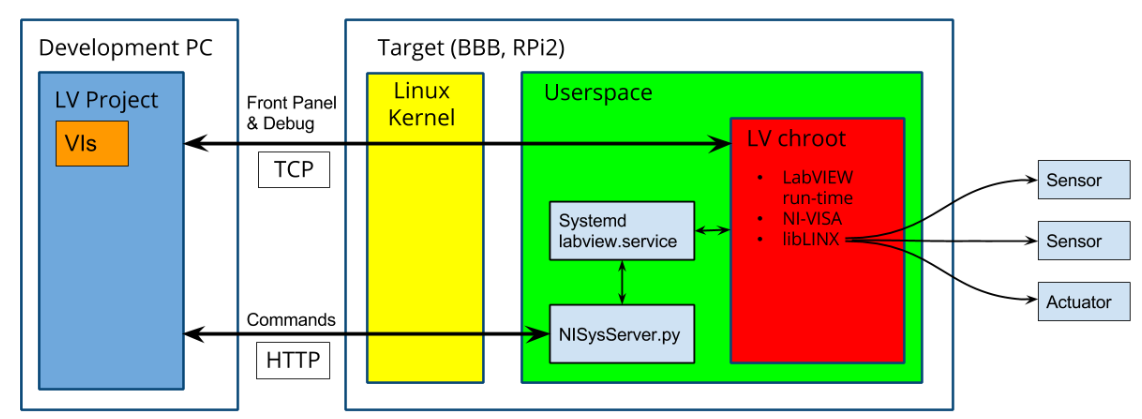 Development PC
LV Project
VIs
Front Panel
& Debug
TCP
Commands
HTTP
Target (BBB, RPi2)
Linux
Kernel
Userspace
Systemd
labview.service
NISysServer.py
LV chroot
• LabVIEW
run-time
• NI-VISA
• libLINX
Sensor
Sensor
Actuator